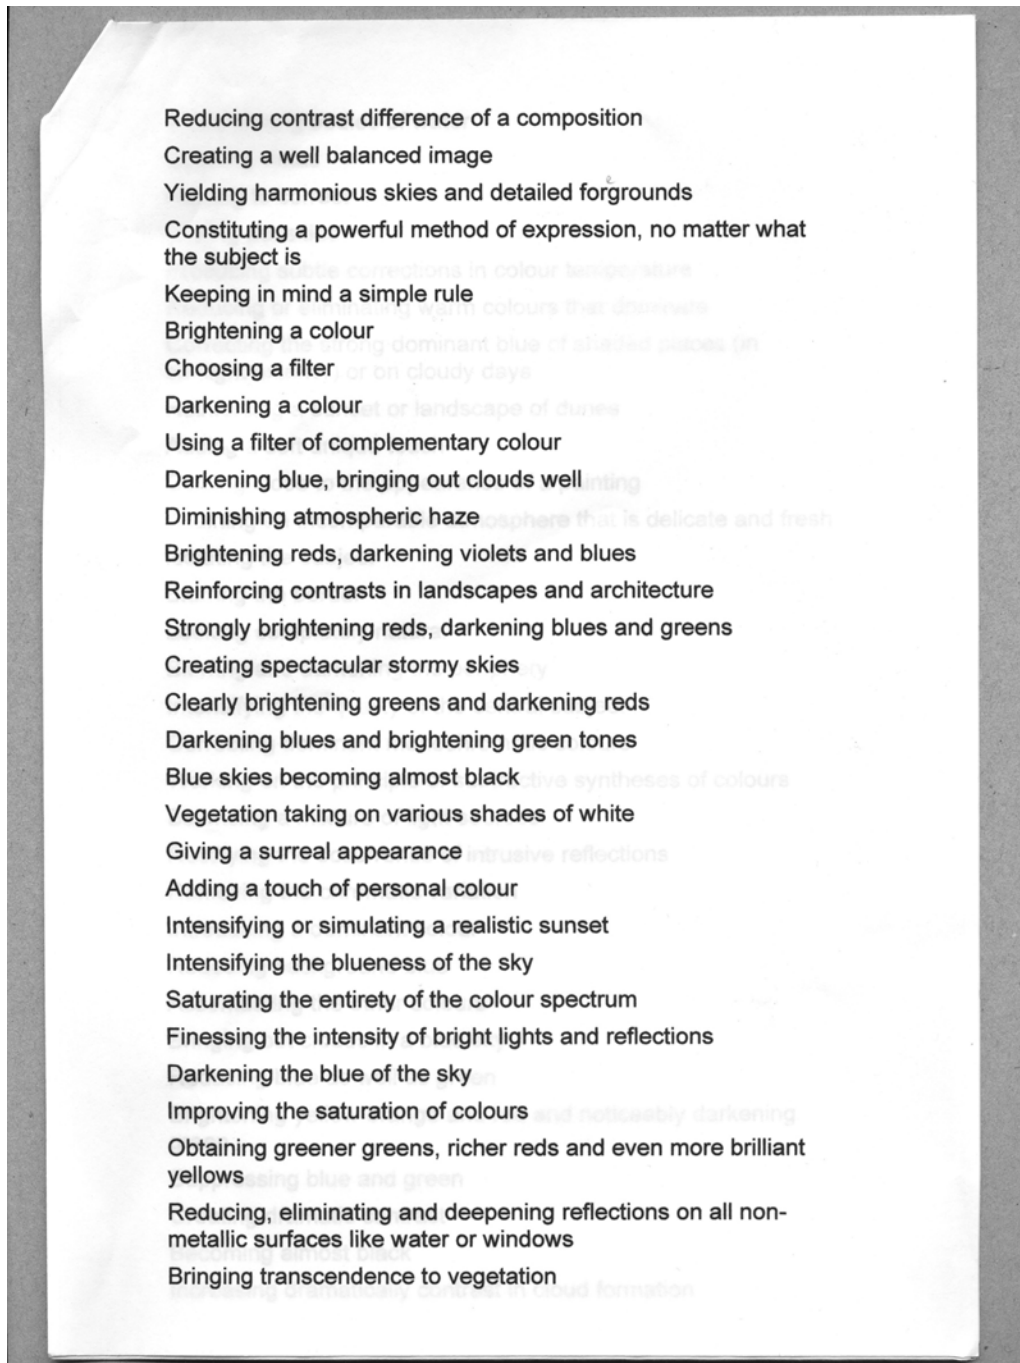 Reducing contrast difference of a composition
Creating a well balanced image
Yielding harmonious skies and detailed forgrounds
e
Constituting a powerful method of expression, no matter what
the subject is
Keeping in mind a simple rule
Brightening a colour
Choosing a filter
Darkening a colour
Using a filter of complementary colour
Darkening blue, bringing out clouds well
Diminishing atmospheric haze
Brightening reds, darkening violets and blues
Reinforcing contrasts in landscapes and architecture
Strongly brightening reds, darkening blues and greens
Creating spectacular stormy skies
Clearly brightening greens and darkening reds
Darkening blues and brightening green tones
Blue skies becoming almost black
Vegetation taking on various shades of white
Giving a surreal appearance
Adding a touch of personal colour
Intensifying or simulating a realistic sunset
Intensifying the blueness of the sky
Saturating the entirety of the colour spectrum
Finessing the intensity of bright lights and reflections
Darkening the blue of the sky
Improving the saturation of colours
Obtaining greener greens, richer reds and even more brilliant
yellows
Reducing, eliminating and deepening reflections on all non-
metallic surfaces like water or windows
Bringing transcendence to vegetation